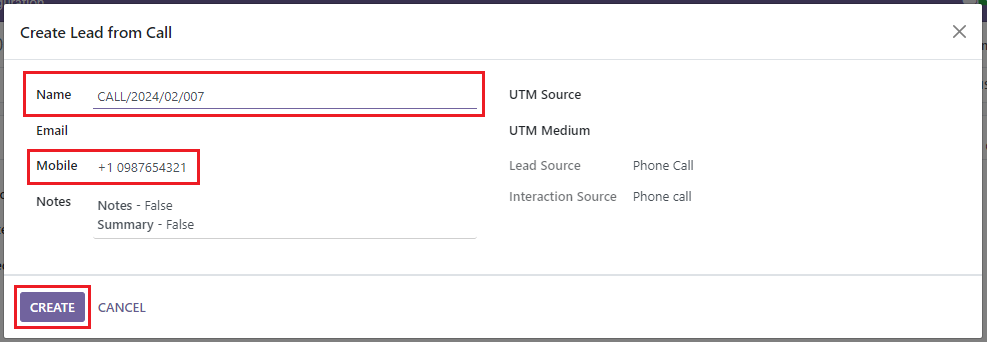 Create Lead from Call
Name CALL/2024/02/007
Email
Mobile +1 0987654321
Notes Notes - False
Summary - False
UTM Source
UTM Medium
Lead Source Phone Call
Interaction Source Phone call
CREATE CANCEL